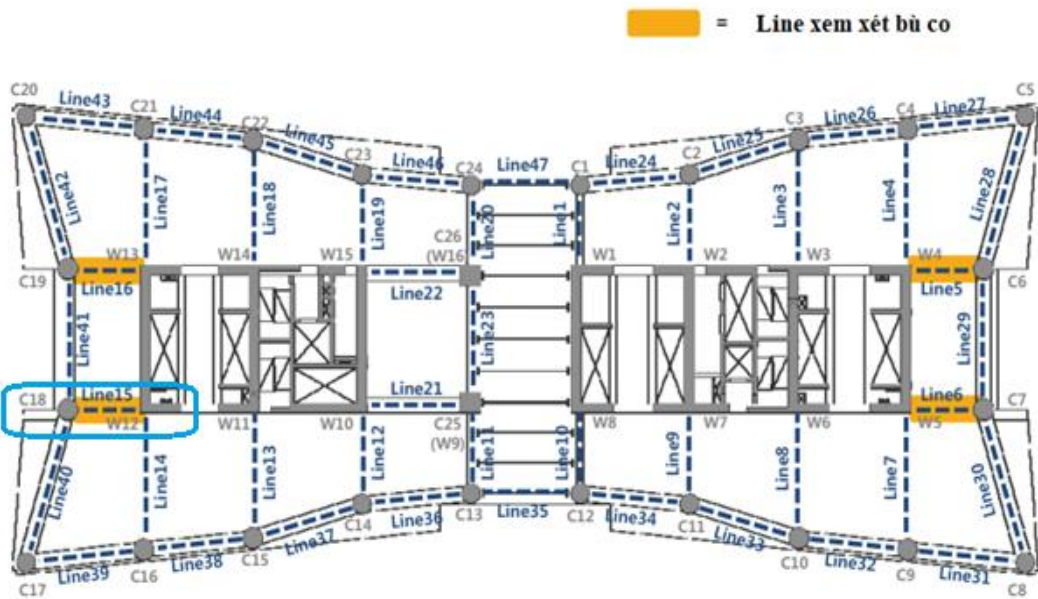 = Line xem xét bù co
C20 Line43 C21 Line44 C22 Line45 C23 Line46 C24 Line47 C1 Line24 C2 Line25 C3 Line26 C4 Line27 C5
Line42 Line17 Line18 Line19 Line20 Line1 Line2 Line3 Line4 Line28
C26
(W16)
W13 W14 W15 W1 W2 W3 W4
C19 Line16 Line22 Line5 C6
Line41 Line23 Line29
C18 Line15 Line21 Line6 C7
W12 W11 W10 C25 W8 W7 W6 W5
(W9)
Line40 Line14 Line13 Line12 Line11 Line10 Line9 Line8 Line7 Line30
C17 Line39 C16 Line38 C15 Line37 C14 Line36 C13 Line35 C12 Line34 C11 Line33 C10 Line32 C9 Line31 C8